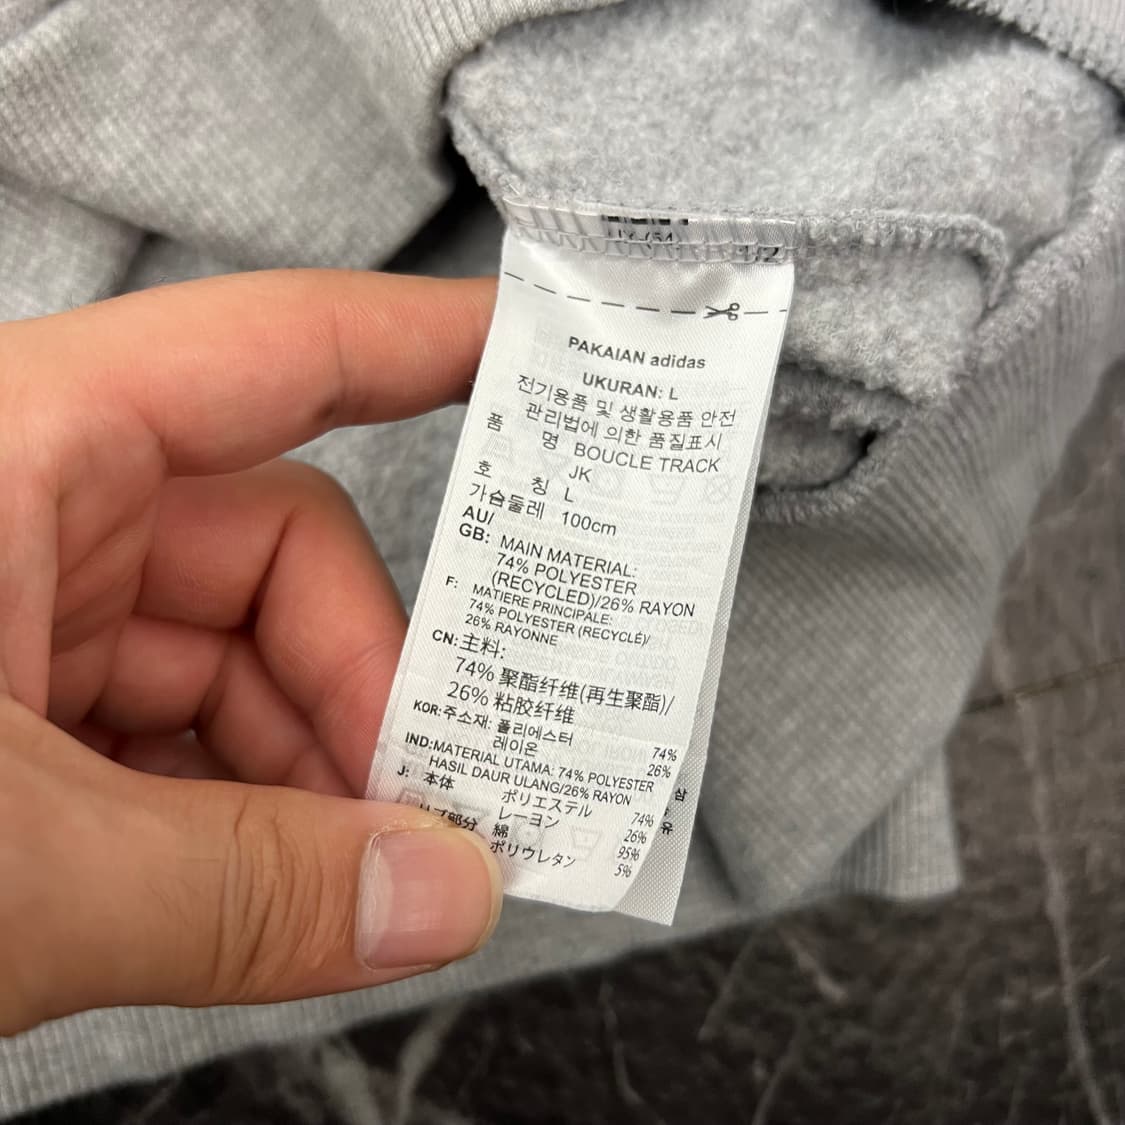 PAKAIAN adidas
UKURAN: L
전기용품 및 생활용품 안전
관리법에 의한 품질표시
품 명 BOUCLE TRACK
JK
호 칭 L
가슴둘레 100cm
AU/
GB: MAIN MATERIAL:
74% POLYESTER
(RECYCLED)/26% RAYON
F: MATIERE PRINCIPALE:
74% POLYESTER (RECYCLÉ)/
26% RAYONNE
CN:主料:
74% 聚酯纤维(再生聚酯)/
26% 粘胶纤维
KOR:주소재: 폴리에스터 74%
레이온 26%
IND:MATERIAL UTAMA: 74% POLYESTER
HASIL DAUR ULANG/26% RAYON
J: 本体 ポリエステル 74%
レーヨン 26%
リブ部分 綿 95%
ポリウレタン 5%